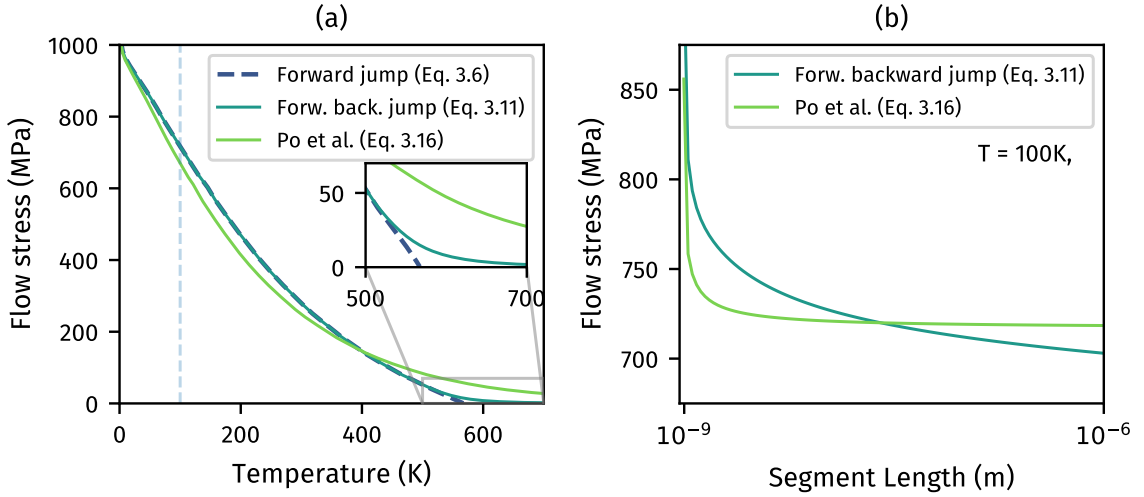 (a)
Flow stress (MPa)
1000
800
600
400
200
0
Forward jump (Eq. 3.6)
Forw. back. jump (Eq. 3.11)
Po et al. (Eq. 3.16)
50
0
500
700
0
200
400
600
Temperature (K)
(b)
Flow stress (MPa)
850
800
750
700
Forw. backward jump (Eq. 3.11)
Po et al. (Eq. 3.16)
T = 100K,
10⁻⁹
10⁻⁶
Segment Length (m)